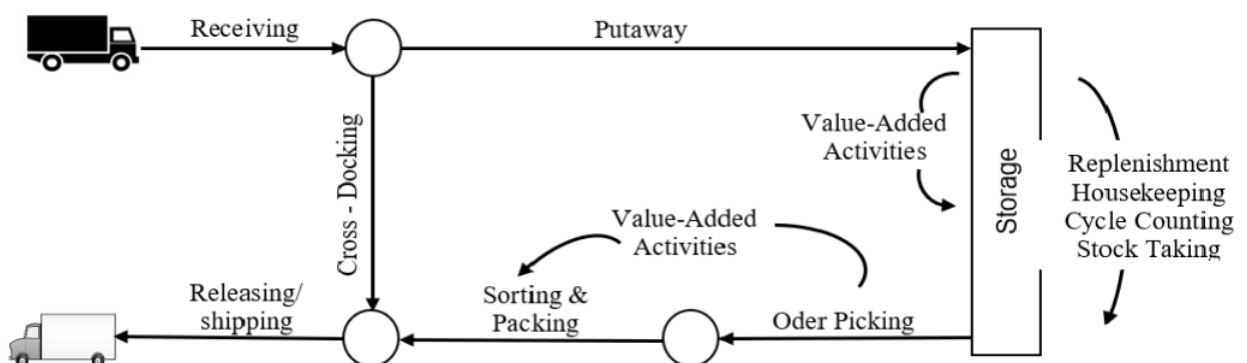 Receiving
Putaway
Cross - Docking
Value-Added
Activities
Storage
Replenishment
Housekeeping
Cycle Counting
Stock Taking
Value-Added
Activities
Releasing/
shipping
Sorting &
Packing
Oder Picking